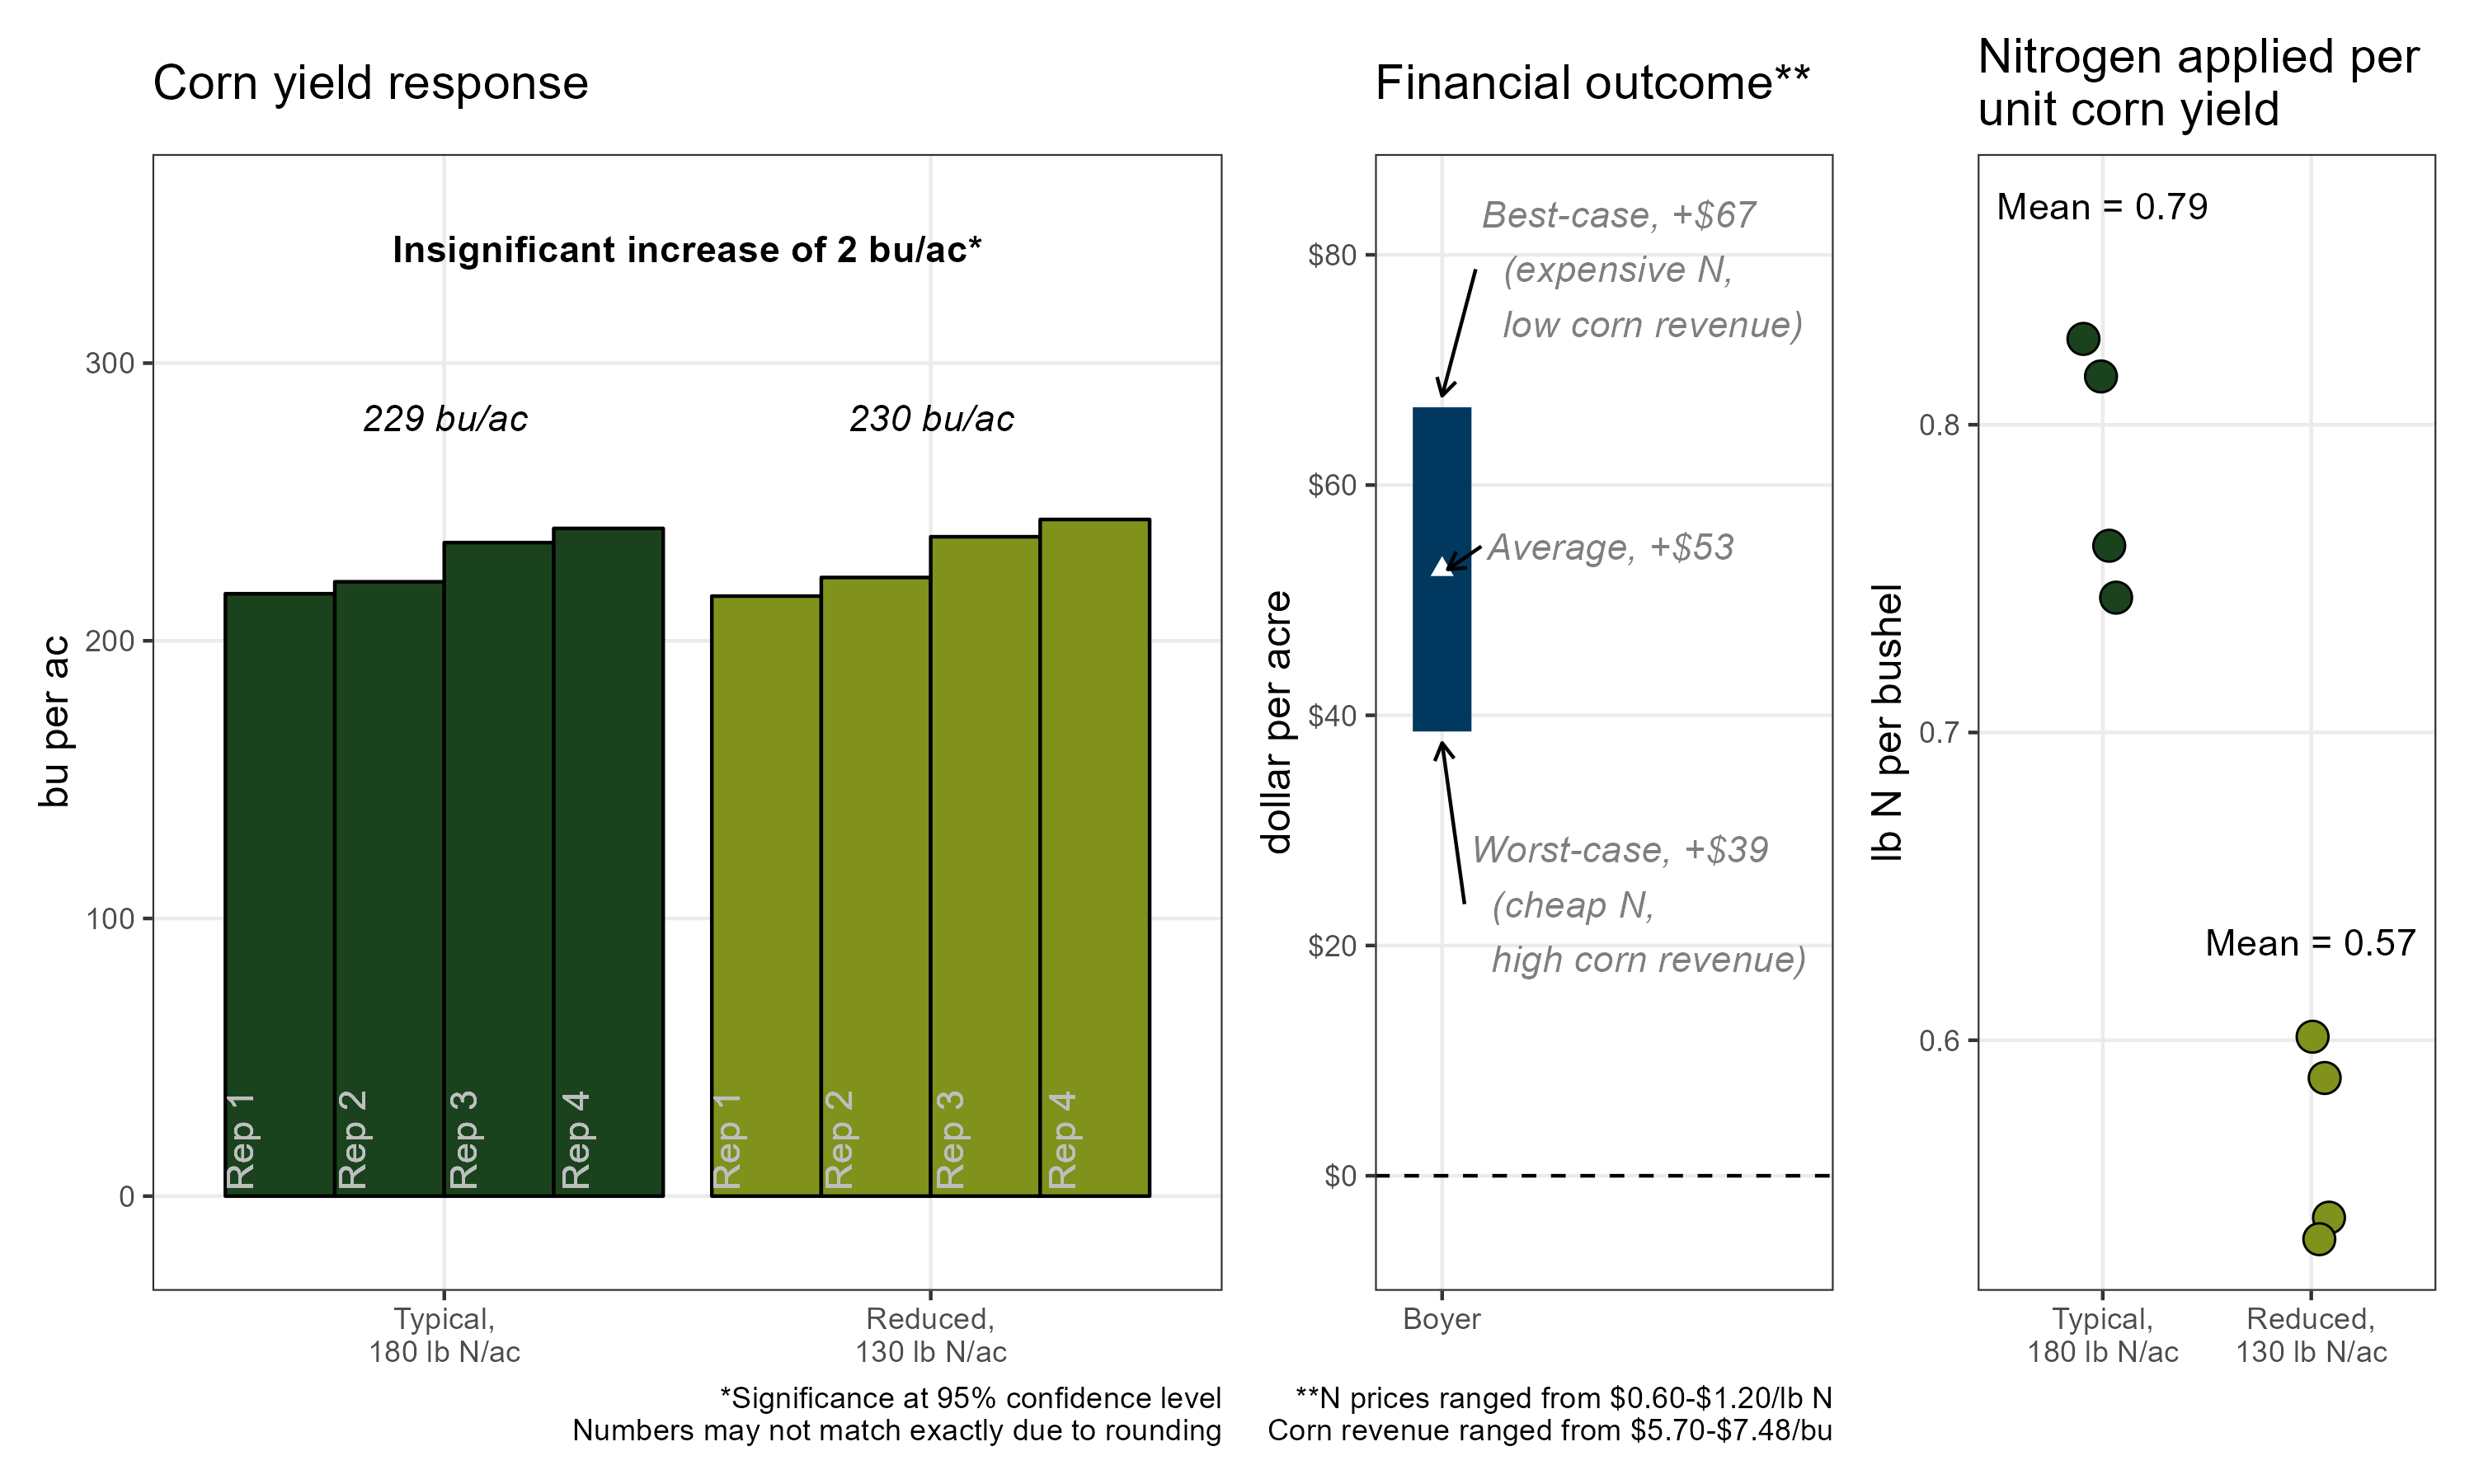 Corn yield response
Insignificant increase of 2 bu/ac*
229 bu/ac
230 bu/ac
bu per ac
300
200
100
0
Rep 1
Rep 2
Rep 3
Rep 4
Rep 1
Rep 2
Rep 3
Rep 4
Typical,
180 lb N/ac
Reduced,
130 lb N/ac
*Significance at 95% confidence level
Numbers may not match exactly due to rounding
Financial outcome**
dollar per acre
$80
$60
$40
$20
$0
Best-case, +$67
(expensive N,
low corn revenue)
Average, +$53
Worst-case, +$39
(cheap N,
high corn revenue)
Boyer
**N prices ranged from $0.60-$1.20/lb N
Corn revenue ranged from $5.70-$7.48/bu
Nitrogen applied per
unit corn yield
lb N per bushel
0.8
0.7
0.6
Mean = 0.79
Mean = 0.57
Typical,
180 lb N/ac
Reduced,
130 lb N/ac